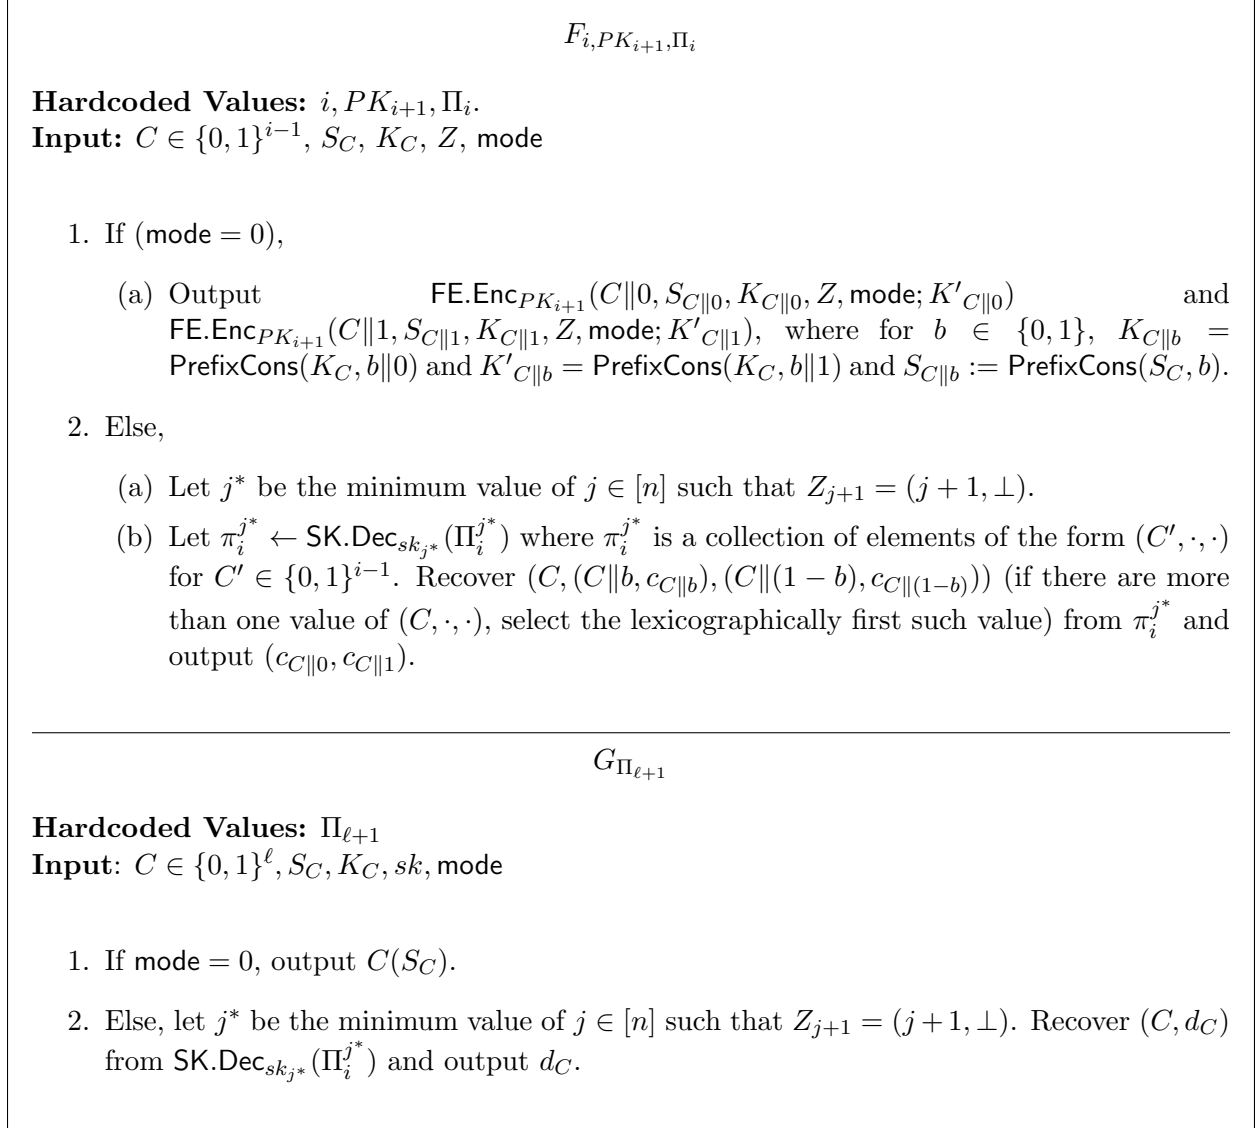 F_{i,PK_{i+1},Π_i}
Hardcoded Values: i, PK_{i+1}, Π_i.
Input: C ∈ {0, 1}^{i−1}, S_C, K_C, Z, mode
1. If (mode = 0),
(a) Output FE.Enc_{PK_{i+1}}(C∥0, S_{C∥0}, K_{C∥0}, Z, mode; K'_{C∥0}) and
FE.Enc_{PK_{i+1}}(C∥1, S_{C∥1}, K_{C∥1}, Z, mode; K'_{C∥1}), where for b ∈ {0, 1}, K_{C∥b} =
PrefixCons(K_C, b∥0) and K'_{C∥b} = PrefixCons(K_C, b∥1) and S_{C∥b} := PrefixCons(S_C, b).
2. Else,
(a) Let j* be the minimum value of j ∈ [n] such that Z_{j+1} = (j + 1, ⊥).
(b) Let π_i^{j*} ← SK.Dec_{sk_{j*}}(Π_i^{j*}) where π_i^{j*} is a collection of elements of the form (C', ·, ·)
for C' ∈ {0, 1}^{i−1}. Recover (C, (C∥b, c_{C∥b}), (C∥(1 − b), c_{C∥(1−b)})) (if there are more
than one value of (C, ·, ·), select the lexicographically first such value) from π_i^{j*} and
output (c_{C∥0}, c_{C∥1}).
G_{Π_{ℓ+1}}
Hardcoded Values: Π_{ℓ+1}
Input: C ∈ {0, 1}^ℓ, S_C, K_C, sk, mode
1. If mode = 0, output C(S_C).
2. Else, let j* be the minimum value of j ∈ [n] such that Z_{j+1} = (j + 1, ⊥). Recover (C, d_C)
from SK.Dec_{sk_{j*}}(Π_i^{j*}) and output d_C.